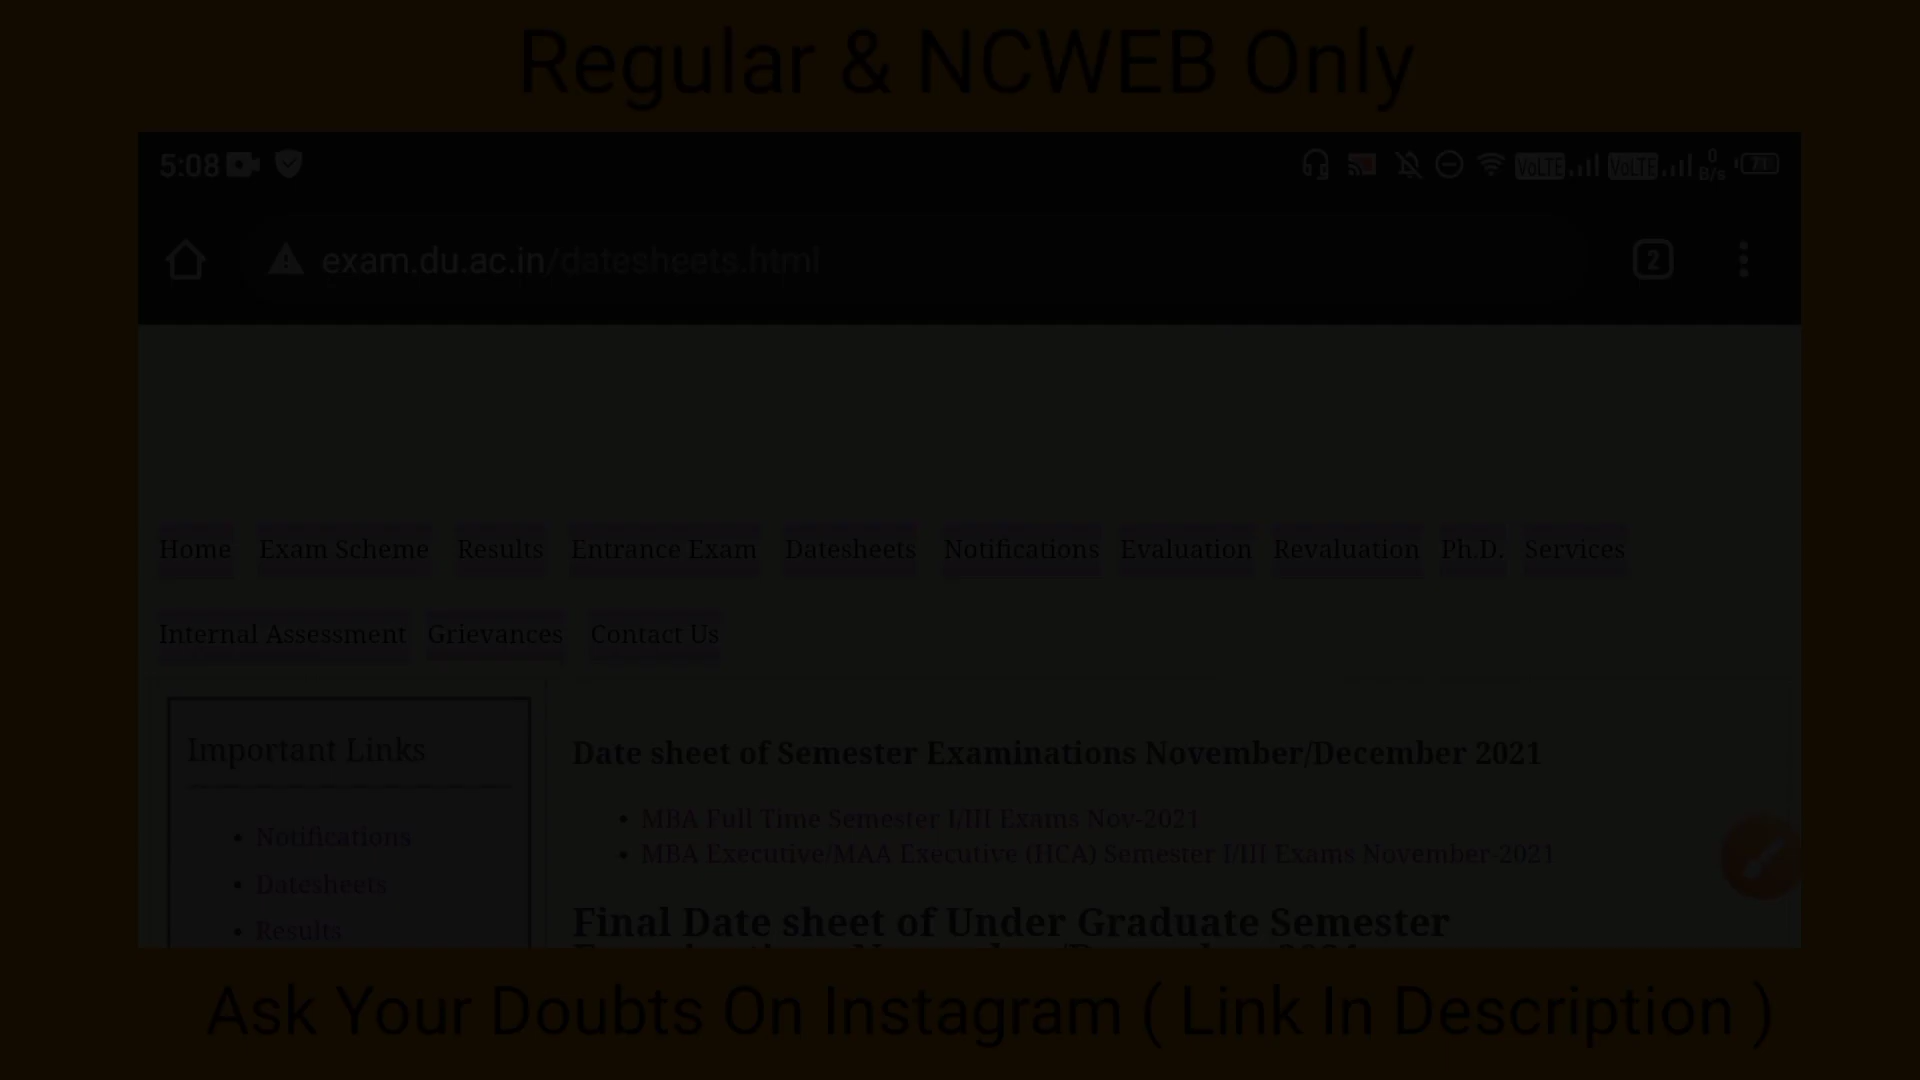 Regular & NCWEB Only
5:08 VoLTE VoLTE 0 B/s
exam.du.ac.in/datesheets.html 2
Home Exam Scheme Results Entrance Exam Datesheets Notifications Evaluation Revaluation Ph.D. Services
Internal Assessment Grievances Contact Us
Important Links
• Notifications
• Datesheets
• Results
Date sheet of Semester Examinations November/December 2021
• MBA Full Time Semester I/III Exams Nov-2021
• MBA Executive/MAA Executive (HCA) Semester I/III Exams November-2021
Final Date sheet of Under Graduate Semester
Ask Your Doubts On Instagram ( Link In Description )